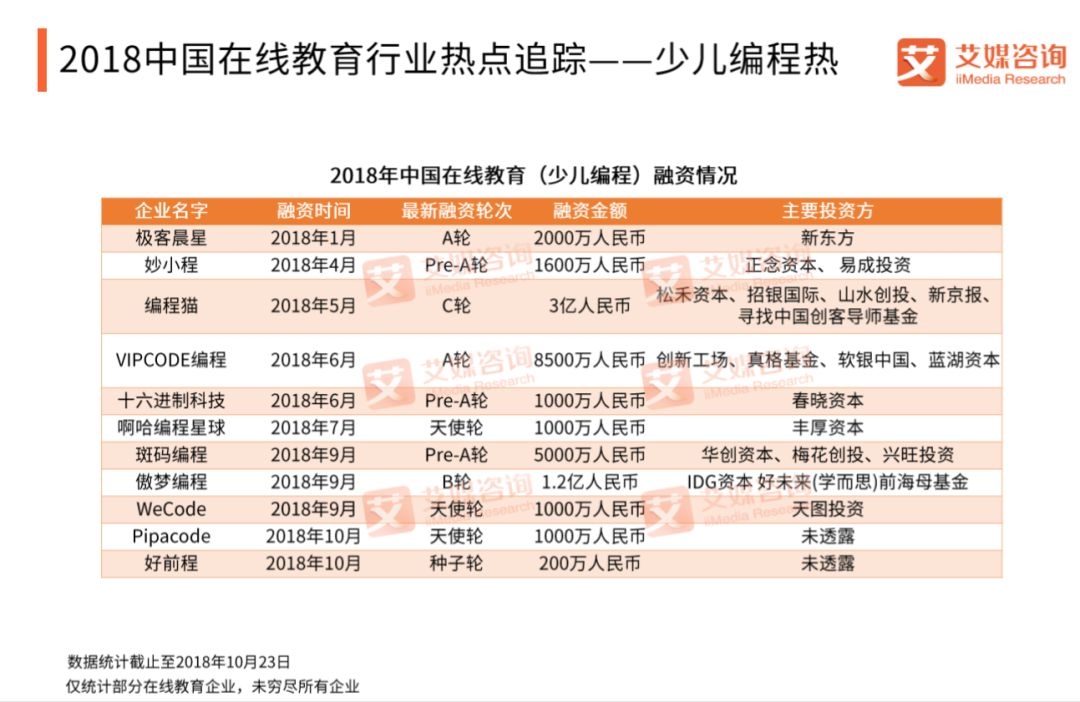 2018中国在线教育行业热点追踪——少儿编程热
艾媒咨询
iiMedia Research
2018年中国在线教育（少儿编程）融资情况
企业名字 融资时间 最新融资轮次 融资金额 主要投资方
极客晨星 2018年1月 A轮 2000万人民币 新东方
妙小程 2018年4月 Pre-A轮 1600万人民币 正念资本、易成投资
编程猫 2018年5月 C轮 3亿人民币 松禾资本、招银国际、山水创投、新京报、
寻找中国创客导师基金
VIPCODE编程 2018年6月 A轮 8500万人民币 创新工场、真格基金、软银中国、蓝湖资本
十六进制科技 2018年6月 Pre-A轮 1000万人民币 春晓资本
啊哈编程星球 2018年7月 天使轮 1000万人民币 丰厚资本
斑码编程 2018年9月 Pre-A轮 5000万人民币 华创资本、梅花创投、兴旺投资
傲梦编程 2018年9月 B轮 1.2亿人民币 IDG资本 好未来(学而思)前海母基金
WeCode 2018年9月 天使轮 1000万人民币 天图投资
Pipacode 2018年10月 天使轮 1000万人民币 未透露
好前程 2018年10月 种子轮 200万人民币 未透露
数据统计截止至2018年10月23日
仅统计部分在线教育企业，未穷尽所有企业